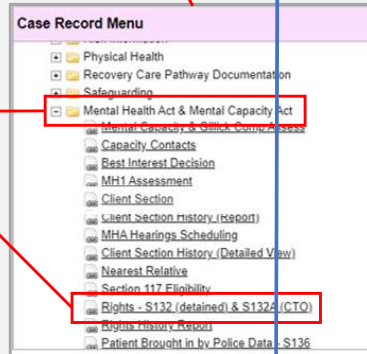 Case Record Menu
Risk Information
Physical Health
Recovery Care Pathway Documentation
Safeguarding
Mental Health Act & Mental Capacity Act
Mental Capacity & Gillick Comp Assess
Capacity Contacts
Best Interest Decision
MH1 Assessment
Client Section
Client Section History (Report)
MHA Hearings Scheduling
Client Section History (Detailed View)
Nearest Relative
Section 117 Eligibility
Rights - S132 (detained) & S132A (CTO)
Rights History Report
Patient Brought in by Police Data - S136